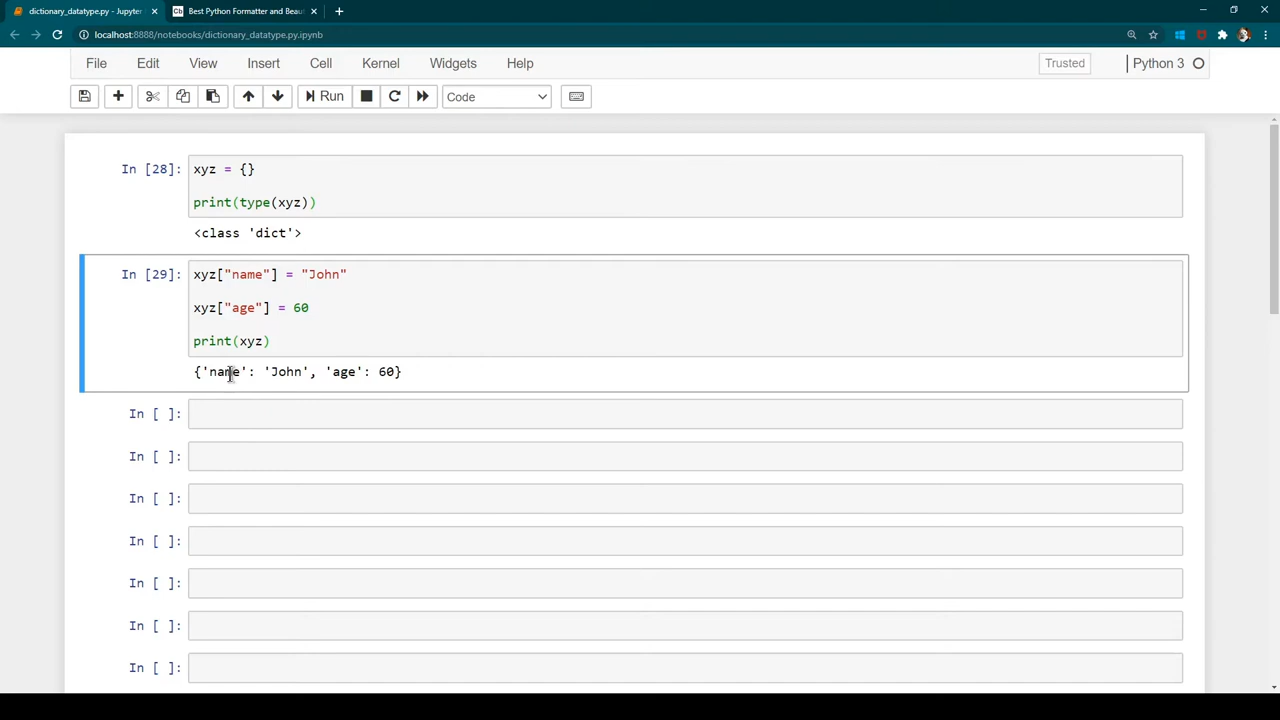 dictionary_datatype.py - Jupyter
Best Python Formatter and Beau
localhost:8888/notebooks/dictionary_datatype.py.ipynb
File Edit View Insert Cell Kernel Widgets Help Trusted Python 3
Run Code
In [28]: xyz = {}
print(type(xyz))
<class 'dict'>
In [29]: xyz["name"] = "John"
xyz["age"] = 60
print(xyz)
{'name': 'John', 'age': 60}
In [ ]:
In [ ]:
In [ ]:
In [ ]:
In [ ]:
In [ ]:
In [ ]: